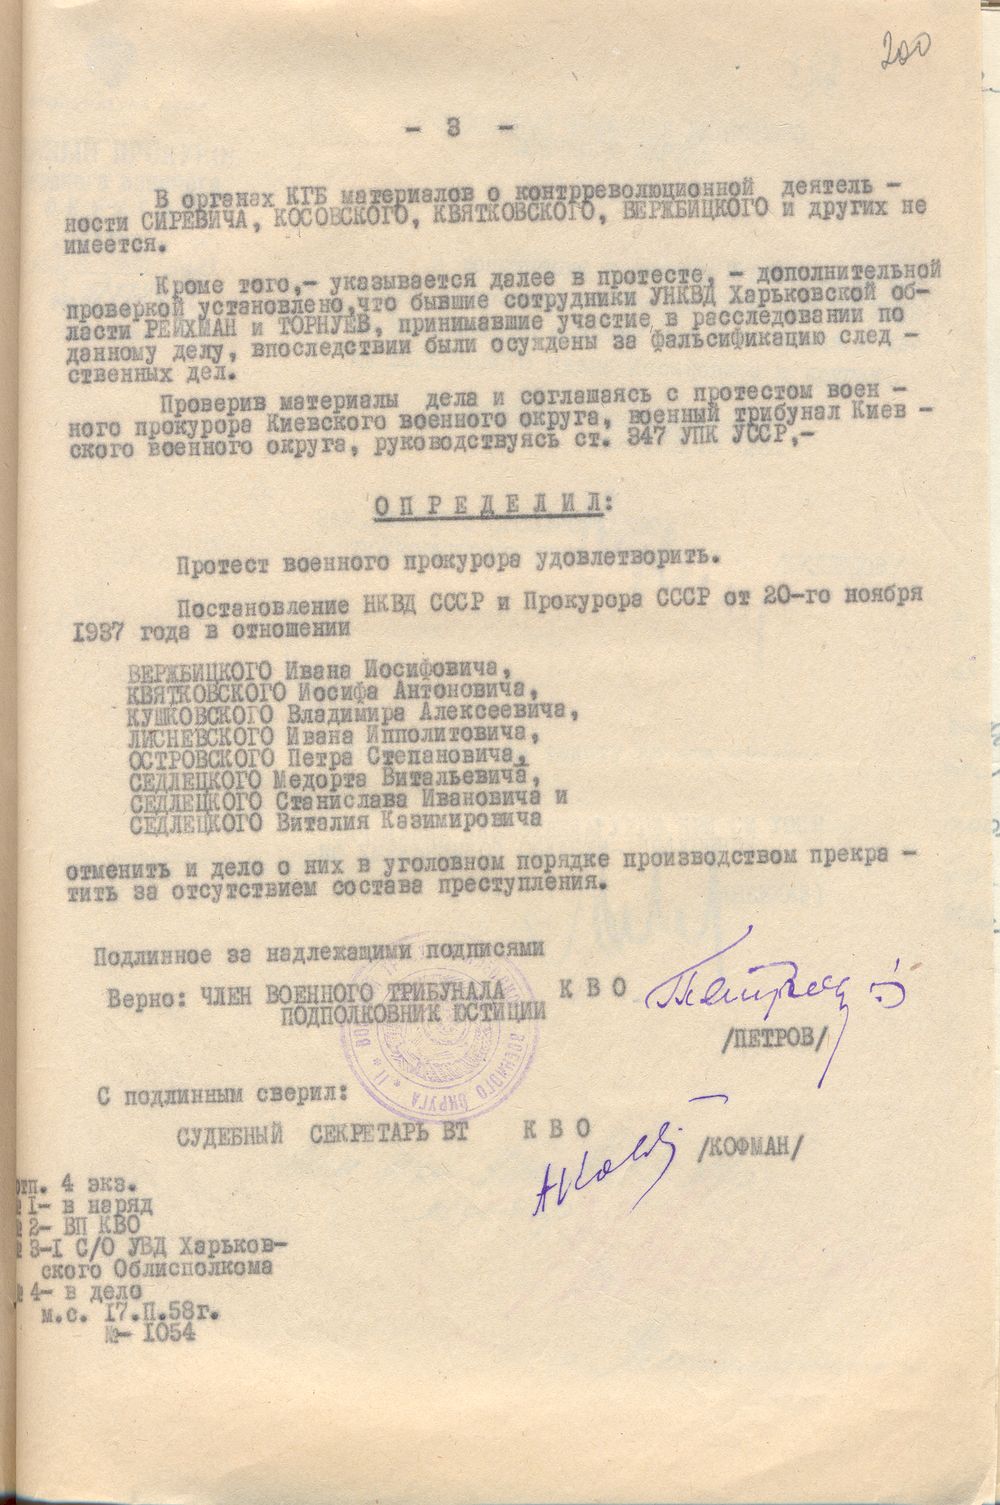 200
- 3 -
В органах КГБ материалов о контрреволюционной деятель -
ности СИРЕВИЧА, КОСОВСКОГО, КВЯТКОВСКОГО, ВЕРЖБИЦКОГО и других не
имеется.
Кроме того,- указывается далее в протесте, - дополнительной
проверкой установлено,что бывшие сотрудники УНКВД Харьковской об-
ласти РЕЙХМАН и ТОРНУЕВ, принимавшие участие в расследовании по
данному делу, впоследствии были осуждены за фальсификацию след -
ственных дел.
Проверив материалы дела и соглашаясь с протестом воен -
ного прокурора Киевского военного округа, военный трибунал Киев -
ского военного округа, руководствуясь ст. 347 УПК УССР,-
О П Р Е Д Е Л И Л:
Протест военного прокурора удовлетворить.
Постановление НКВД СССР и Прокурора СССР от 20-го ноября
1937 года в отношении
ВЕРЖБИЦКОГО Ивана Иосифовича,
КВЯТКОВСКОГО Иосифа Антоновича,
КУШКОВСКОГО Владимира Алексеевича,
ЛИСНЕВСКОГО Ивана Ипполитовича,
ОСТРОВСКОГО Петра Степановича,
СЕДЛЕЦКОГО Медорта Витальевича,
СЕДЛЕЦКОГО Станислава Ивановича и
СЕДЛЕЦКОГО Виталия Казимировича
отменить и дело о них в уголовном порядке производством прекра -
тить за отсутствием состава преступления.
Подлинное за надлежащими подписями
Верно: ЧЛЕН ВОЕННОГО ТРИБУНАЛА К В О
ПОДПОЛКОВНИК ЮСТИЦИИ
/ПЕТРОВ/
ВОЕННОГО ОКРУГА
С подлинным сверил:
СУДЕБНЫЙ СЕКРЕТАРЬ ВТ К В О
/КОФМАН/
отп. 4 экз.
№ 1- в наряд
№ 2- ВП КВО
№ 3-I С/О УВД Харьков-
ского Облисполкома
№ 4- в дело
м.с. 17.П.58г.
№- 1054